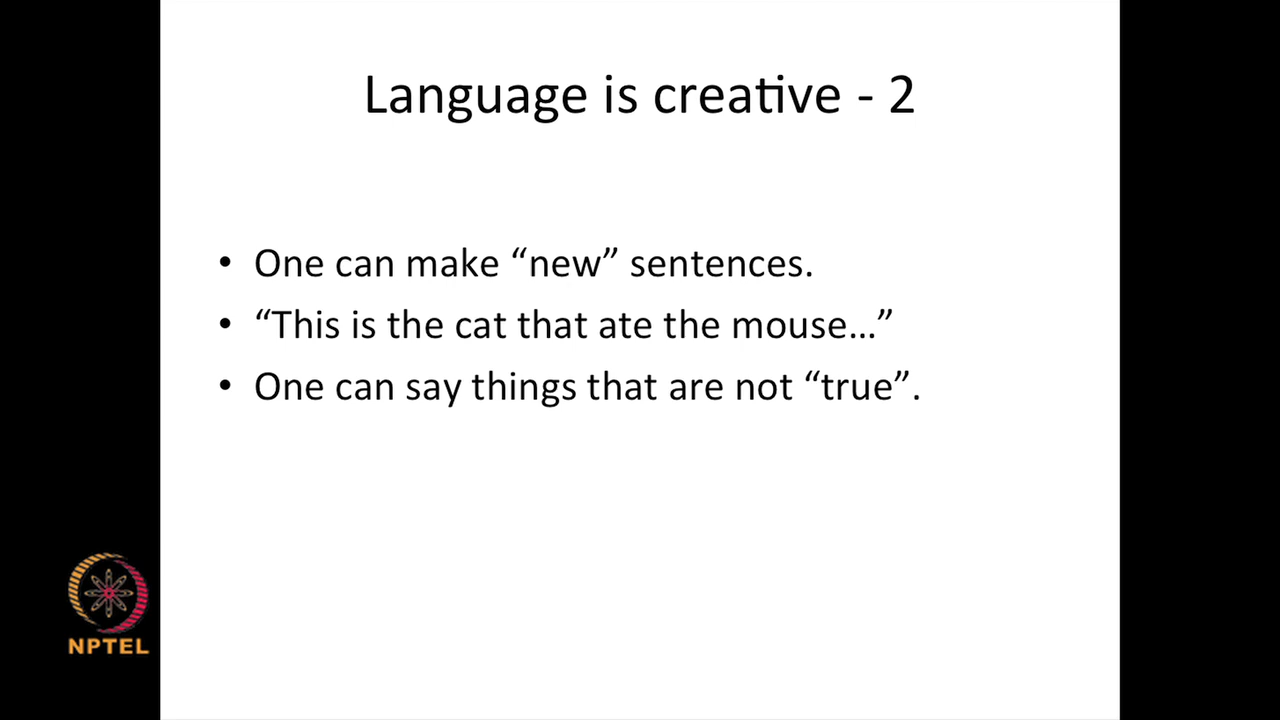 Language is creative - 2
• One can make “new” sentences.
• “This is the cat that ate the mouse...”
• One can say things that are not “true”.
NPTEL